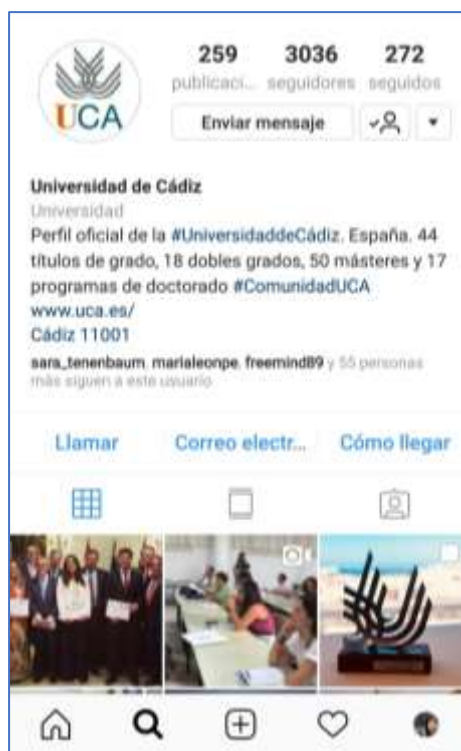 UCA
259 3036 272
publicaci... seguidores seguidos
Enviar mensaje
Universidad de Cádiz
Universidad
Perfil oficial de la #UniversidaddeCádiz. España. 44
títulos de grado, 18 dobles grados, 50 másteres y 17
programas de doctorado #ComunidadUCA
www.uca.es/
Cádiz 11001
sara_tenenbaum, marialeonpe, freemind89 y 55 personas
más siguen a este usuario
Llamar Correo electr... Cómo llegar